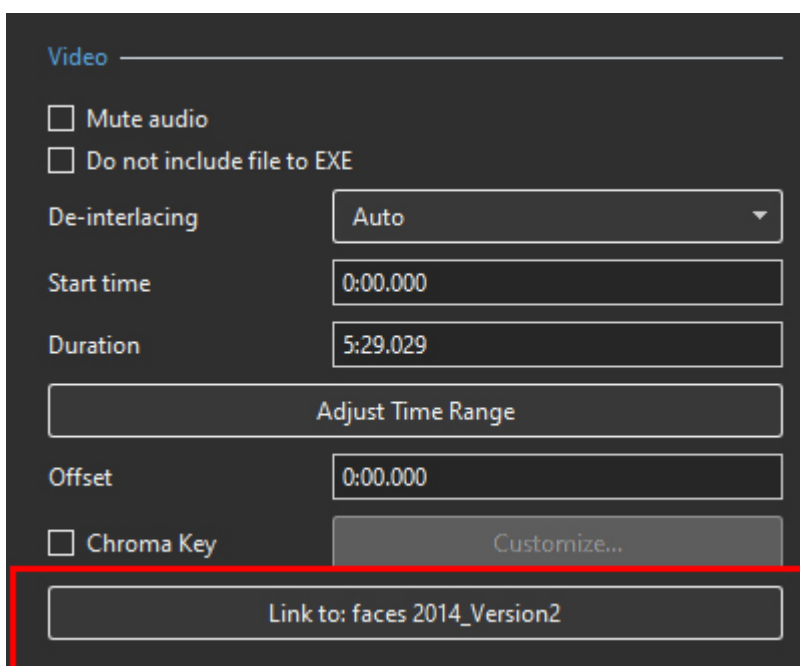 Video
Mute audio
Do not include file to EXE
De-interlacing Auto
Start time 0:00.000
Duration 5:29.029
Adjust Time Range
Offset 0:00.000
Chroma Key Customize...
Link to: faces 2014_Version2